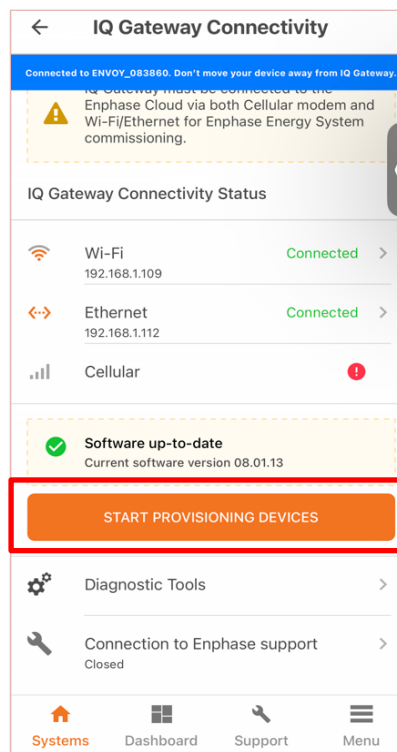 IQ Gateway Connectivity
Connected to ENVOY_083860. Don't move your device away from IQ Gateway.
IQ Gateway must be connected to the
Enphase Cloud via both Cellular modem and
Wi-Fi/Ethernet for Enphase Energy System
commissioning.
IQ Gateway Connectivity Status
Wi-Fi
Connected
192.168.1.109
Ethernet
Connected
192.168.1.112
Cellular
Software up-to-date
Current software version 08.01.13
START PROVISIONING DEVICES
Diagnostic Tools
Connection to Enphase support
Closed
Systems Dashboard Support Menu